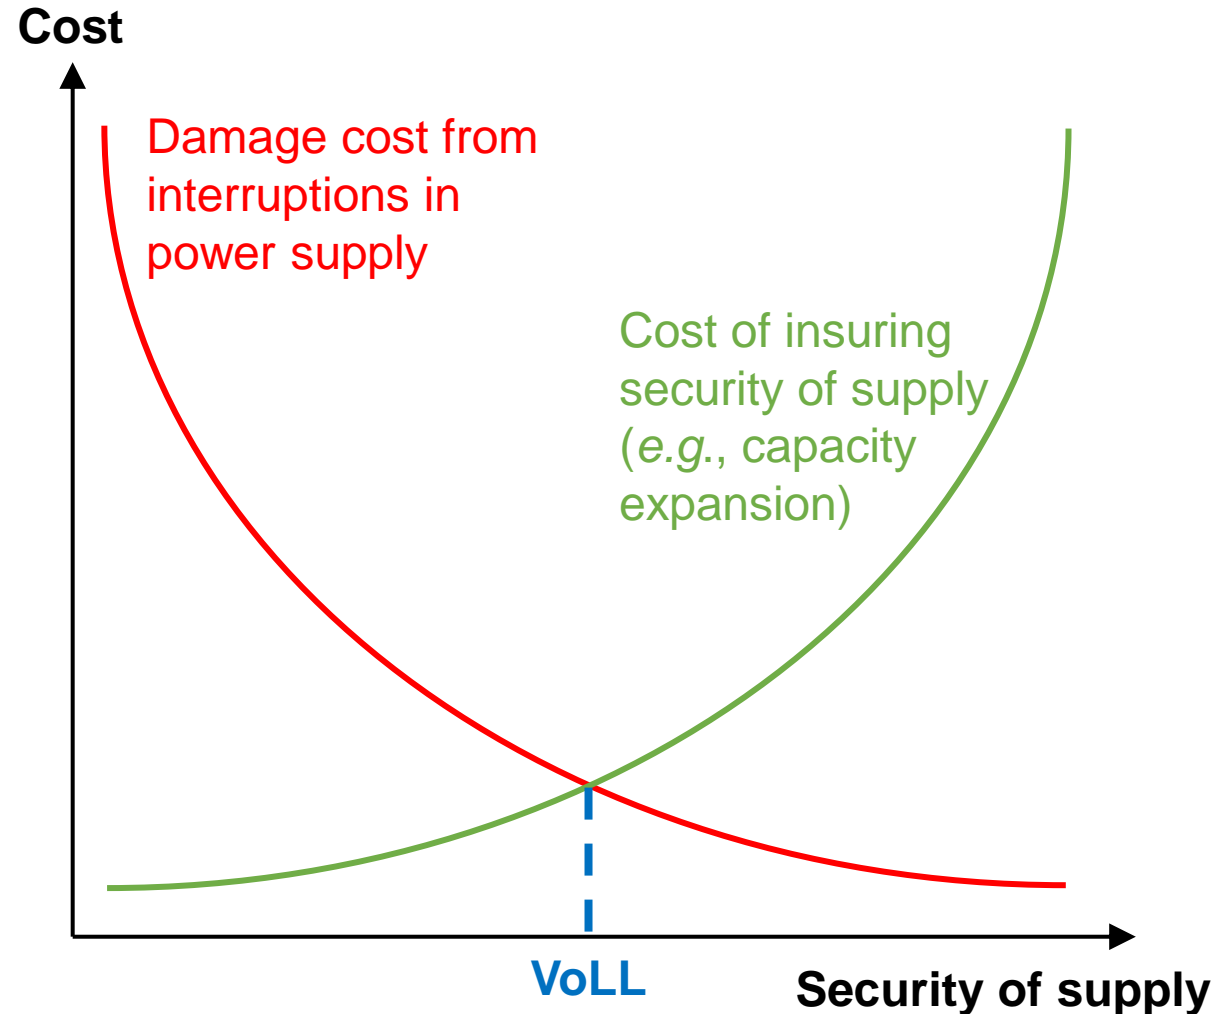 Cost
Damage cost from
interruptions in
power supply
Cost of insuring
security of supply
(e.g., capacity
expansion)
VoLL
Security of supply